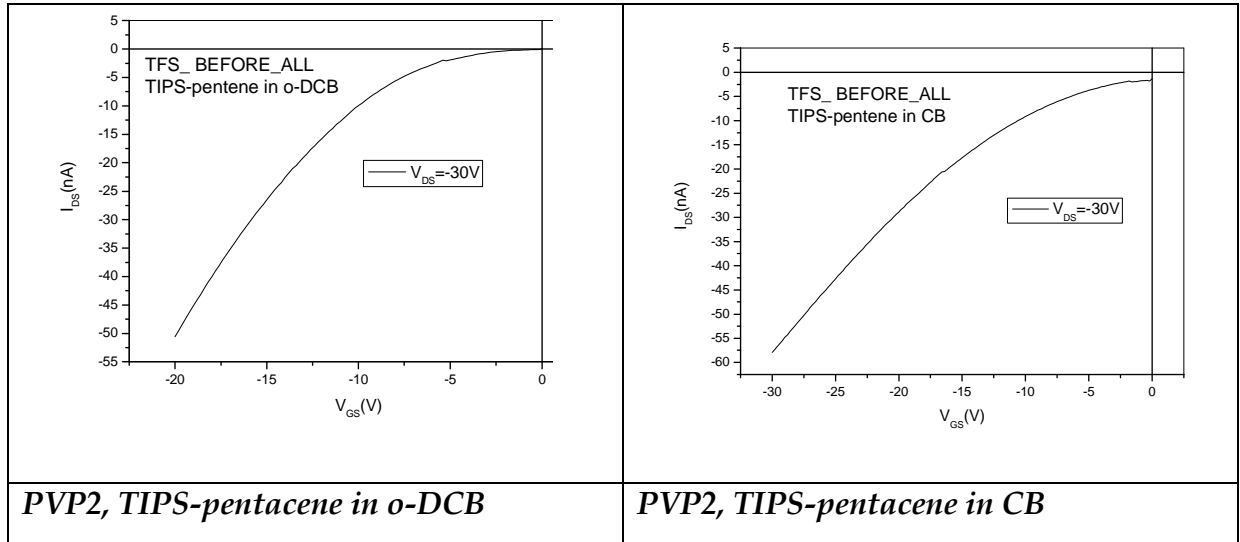 5
0
-5
-10
-15
-20
-25
-30
-35
-40
-45
-50
-55
TFS_ BEFORE_ALL
TIPS-pentene in o-DCB
V_DS=-30V
I_DS(nA)
-20 -15 -10 -5 0
V_GS(V)
5
0
-5
-10
-15
-20
-25
-30
-35
-40
-45
-50
-55
-60
TFS_ BEFORE_ALL
TIPS-pentene in CB
V_DS=-30V
I_DS(nA)
-30 -25 -20 -15 -10 -5 0
V_GS(V)
PVP2, TIPS-pentacene in o-DCB
PVP2, TIPS-pentacene in CB